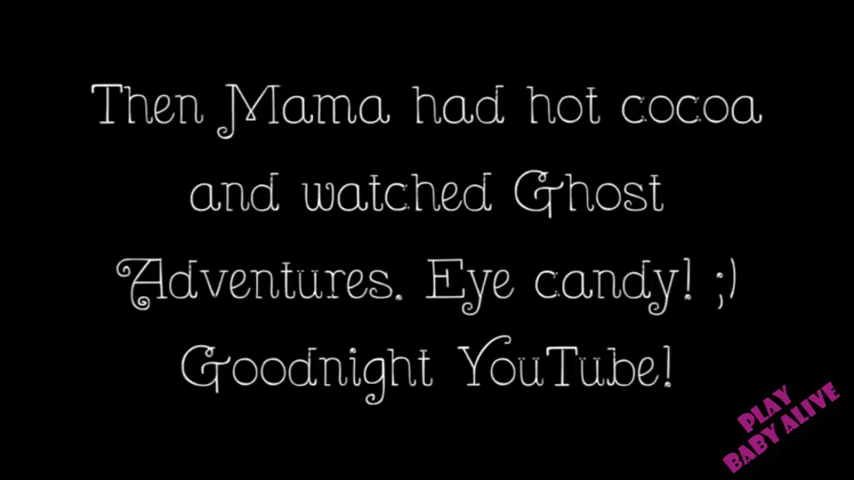 Then Mama had hot cocoa
and watched Ghost
Adventures. Eye candy! ;)
Goodnight YouTube!
PLAY
BABY ALIVE